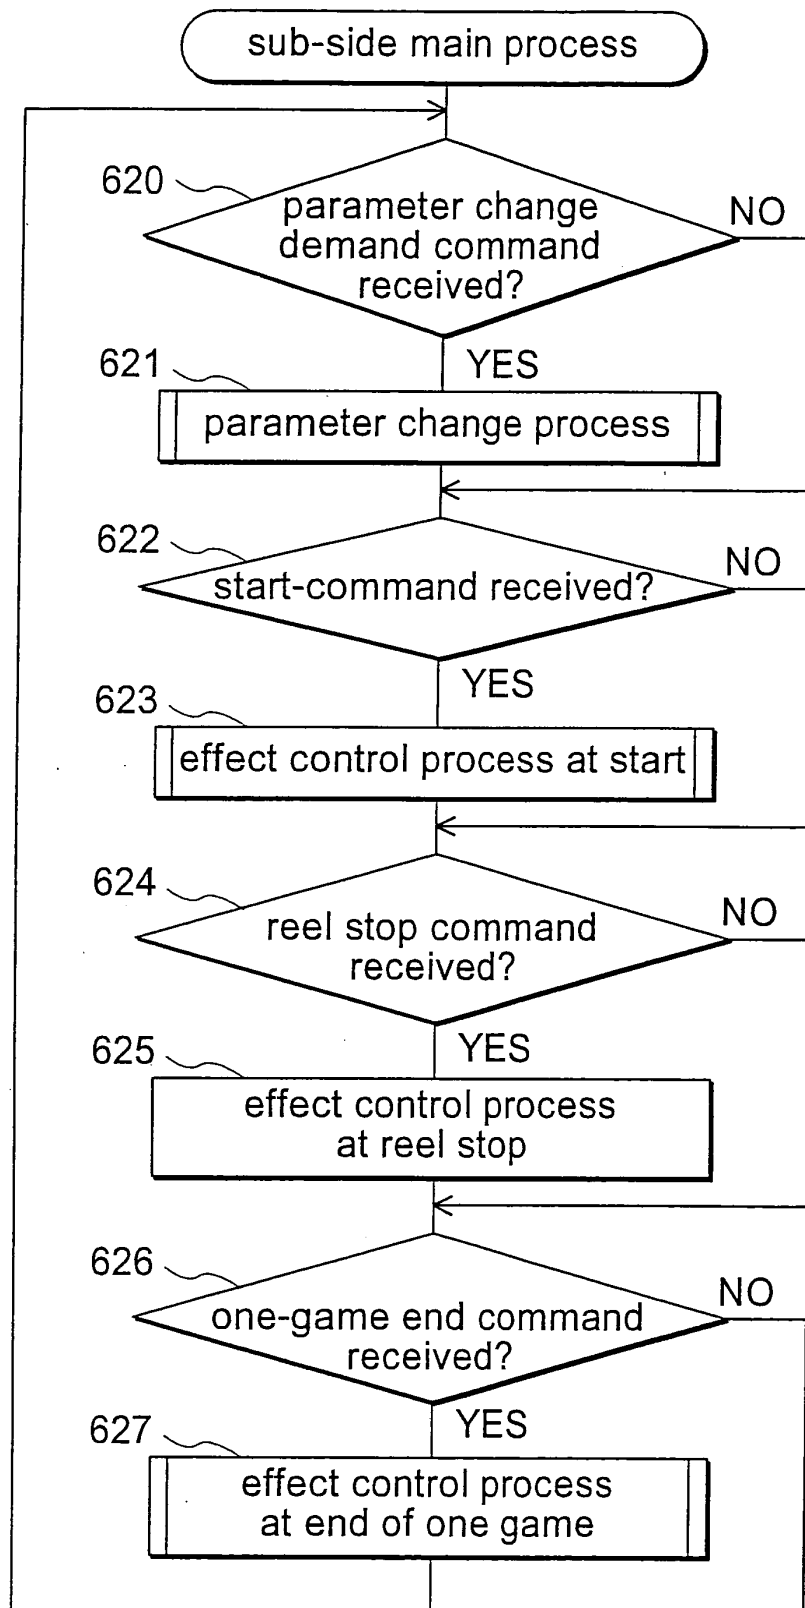 sub-side main process
620
parameter change
demand command
received?
NO
YES
621
parameter change process
622
start-command received?
NO
YES
623
effect control process at start
624
reel stop command
received?
NO
YES
625
effect control process
at reel stop
626
one-game end command
received?
NO
YES
627
effect control process
at end of one game